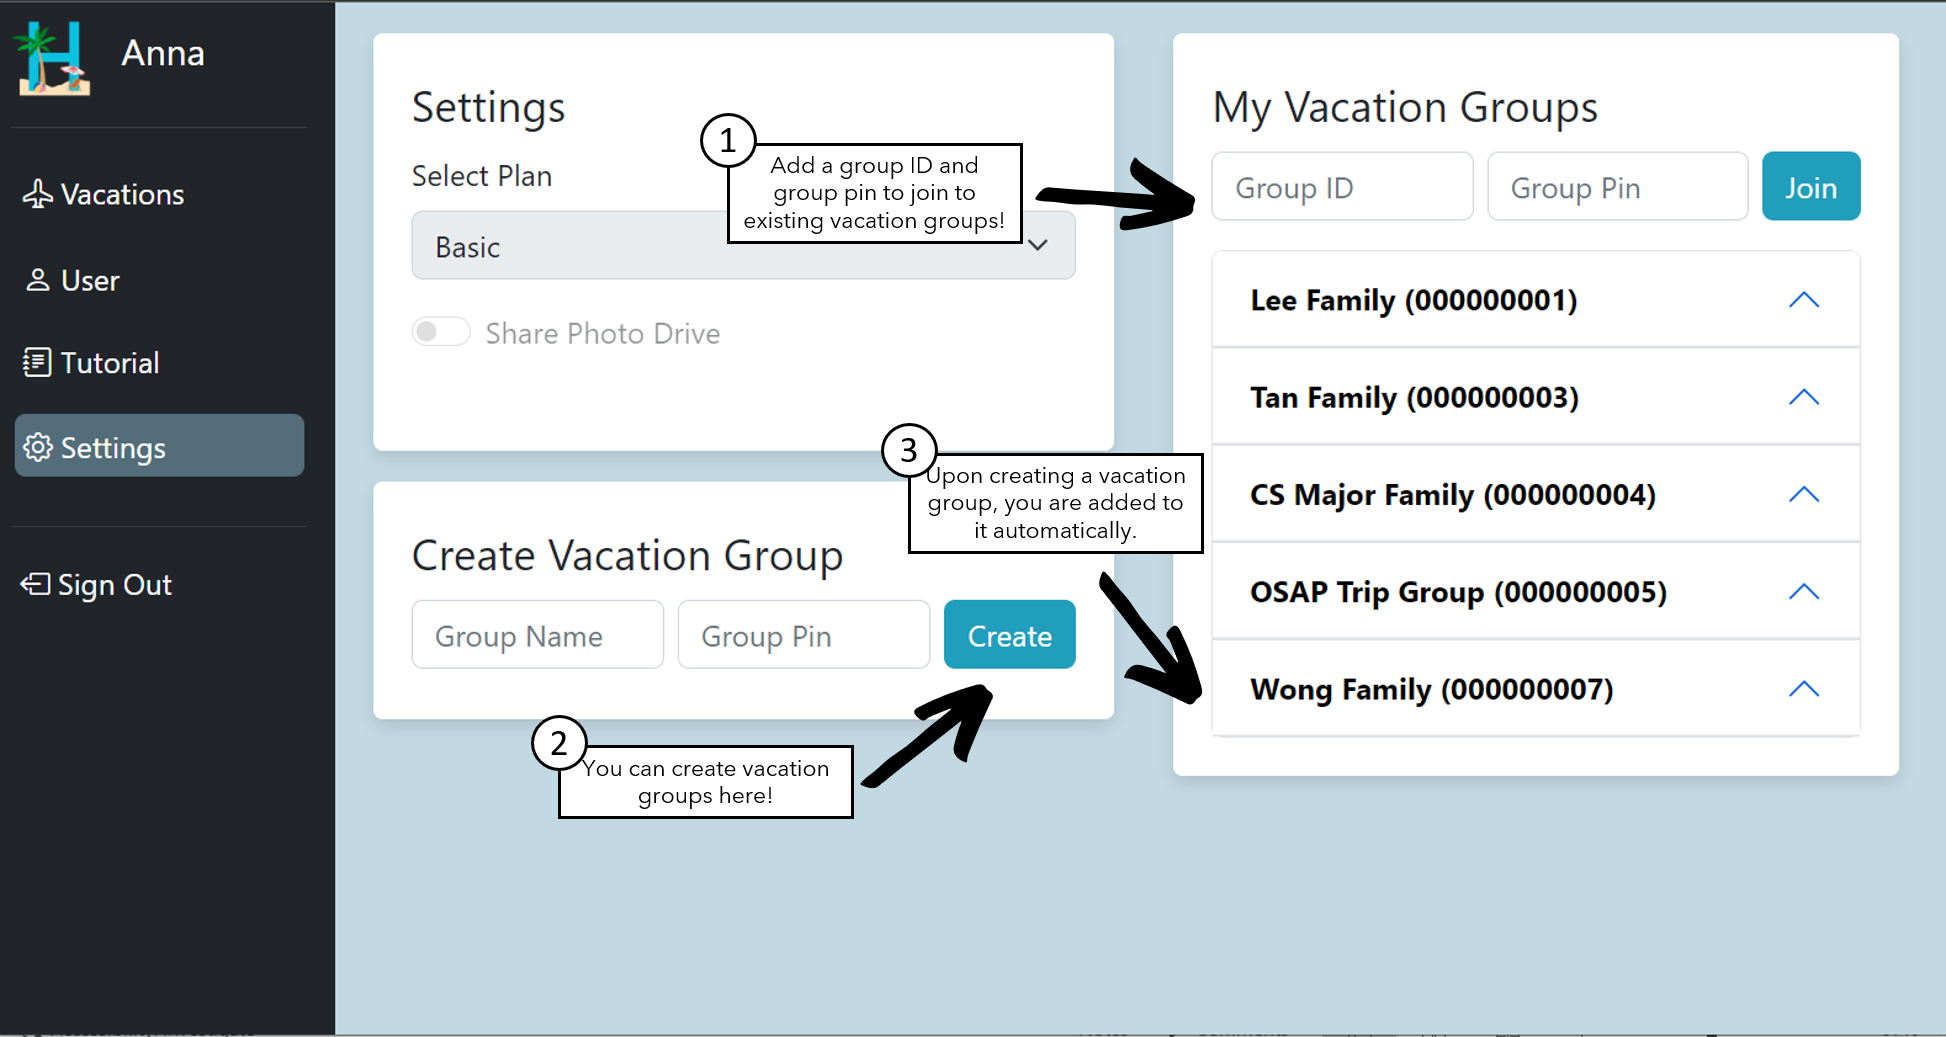 Anna
Vacations
User
Tutorial
Settings
Sign Out
Settings
Select Plan
Basic
Share Photo Drive
1
Add a group ID and
group pin to join to
existing vacation groups!
Create Vacation Group
Group Name
Group Pin
Create
2
You can create vacation
groups here!
3
Upon creating a vacation
group, you are added to
it automatically.
My Vacation Groups
Group ID
Group Pin
Join
Lee Family (000000001)
Tan Family (000000003)
CS Major Family (000000004)
OSAP Trip Group (000000005)
Wong Family (000000007)